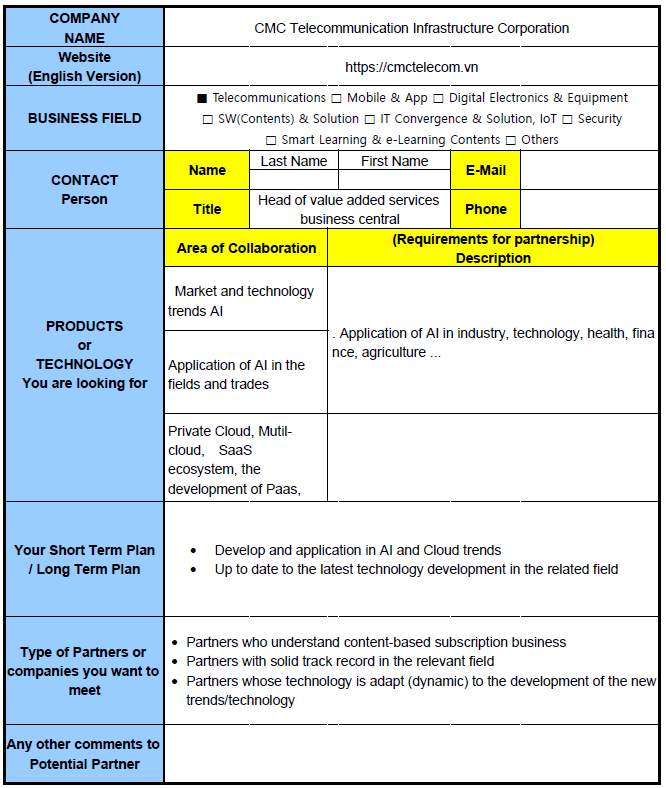 COMPANY
NAME
CMC Telecommunication Infrastructure Corporation
Website
(English Version)
https://cmctelecom.vn
BUSINESS FIELD
■ Telecommunications □ Mobile & App □ Digital Electronics & Equipment
□ SW(Contents) & Solution □ IT Convergence & Solution, IoT □ Security
□ Smart Learning & e-Learning Contents □ Others
CONTACT
Person
Name
Last Name
First Name
E-Mail
Title
Head of value added services
business central
Phone
PRODUCTS
or
TECHNOLOGY
You are looking for
Area of Collaboration
(Requirements for partnership)
Description
Market and technology
trends AI
. Application of AI in industry, technology, health, fina
nce, agriculture ...
Application of AI in the
fields and trades
Private Cloud, Mutil-
cloud, SaaS
ecosystem, the
development of Paas,
Your Short Term Plan
/ Long Term Plan
• Develop and application in AI and Cloud trends
• Up to date to the latest technology development in the related field
Type of Partners or
companies you want to
meet
• Partners who understand content-based subscription business
• Partners with solid track record in the relevant field
• Partners whose technology is adapt (dynamic) to the development of the new
trends/technology
Any other comments to
Potential Partner